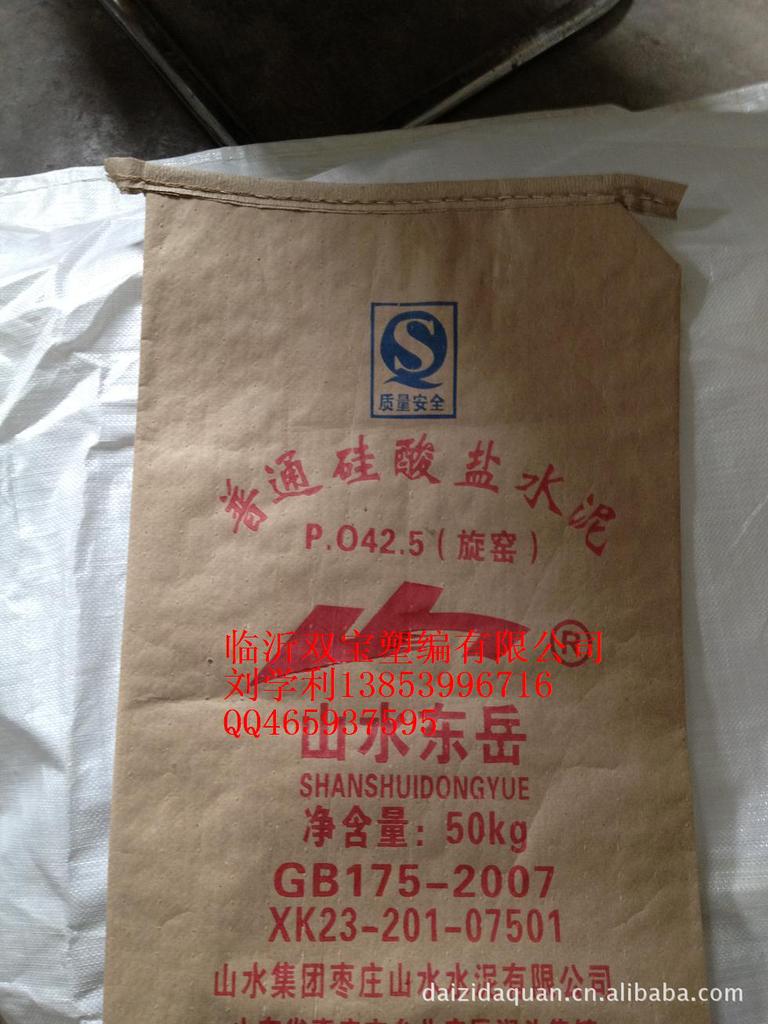 质量安全
普通硅酸盐水泥
P.O42.5(旋窑)
®
临沂双宝塑编有限公司
刘学利13853996716
QQ465937595
山水东岳
SHANSHUIDONGYUE
净含量:50kg
GB175-2007
XK23-201-07501
山水集团枣庄山水水泥有限公司
daizidaquan.cn.alibaba.com